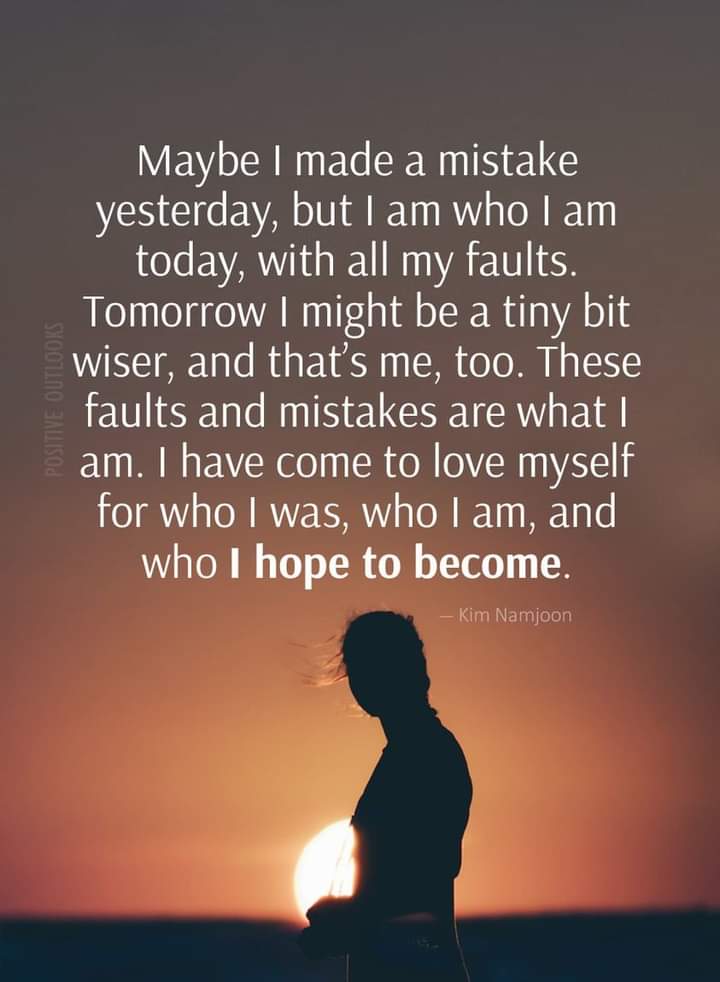 Maybe I made a mistake
yesterday, but I am who I am
today, with all my faults.
Tomorrow I might be a tiny bit
wiser, and that’s me, too. These
faults and mistakes are what I
am. I have come to love myself
for who I was, who I am, and
who I hope to become.
— Kim Namjoon
POSITIVE OUTLOOKS